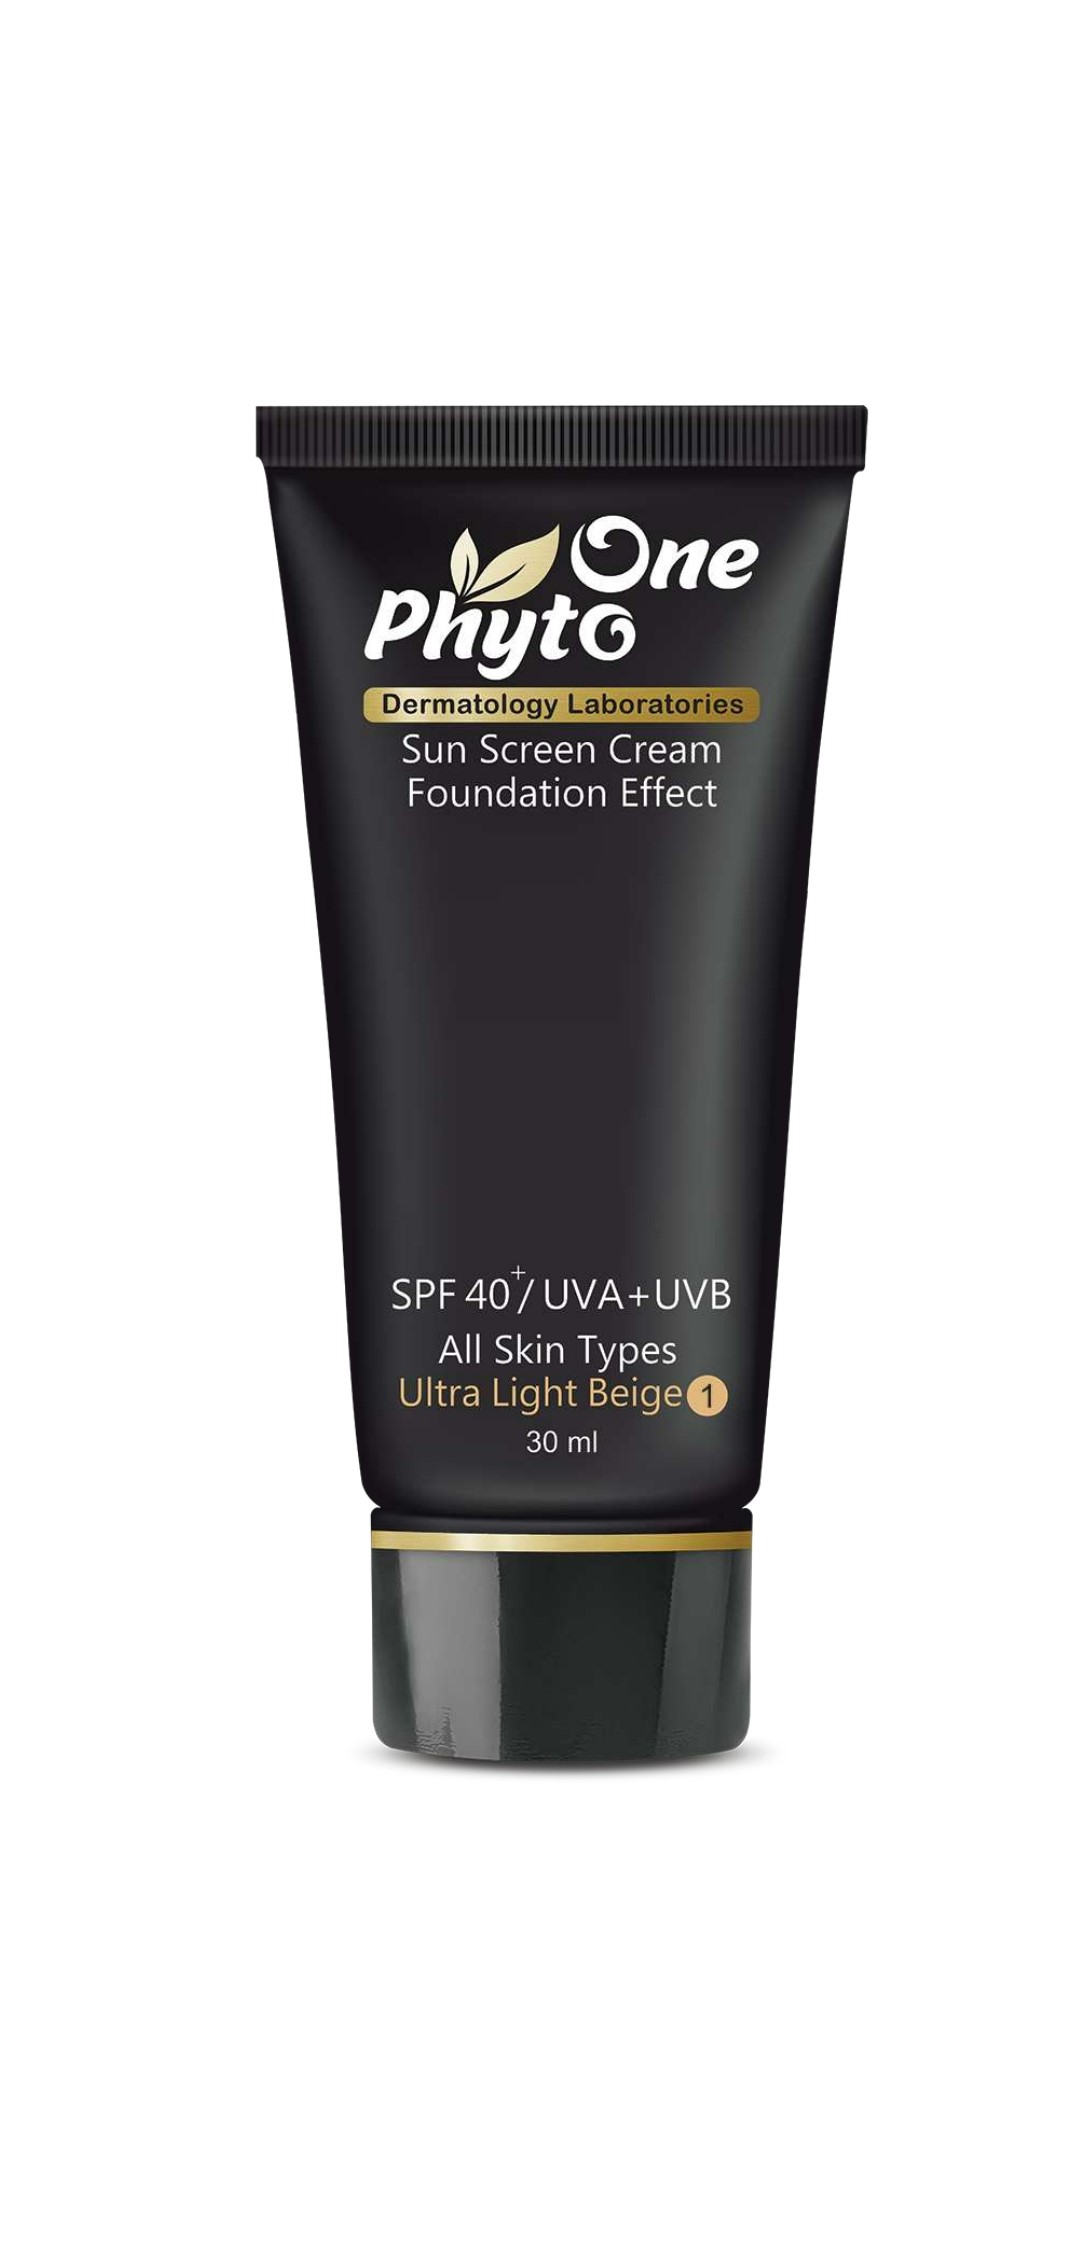 One
Phyto
Dermatology Laboratories
Sun Screen Cream
Foundation Effect
SPF 40⁺/ UVA+UVB
All Skin Types
Ultra Light Beige 1
30 ml